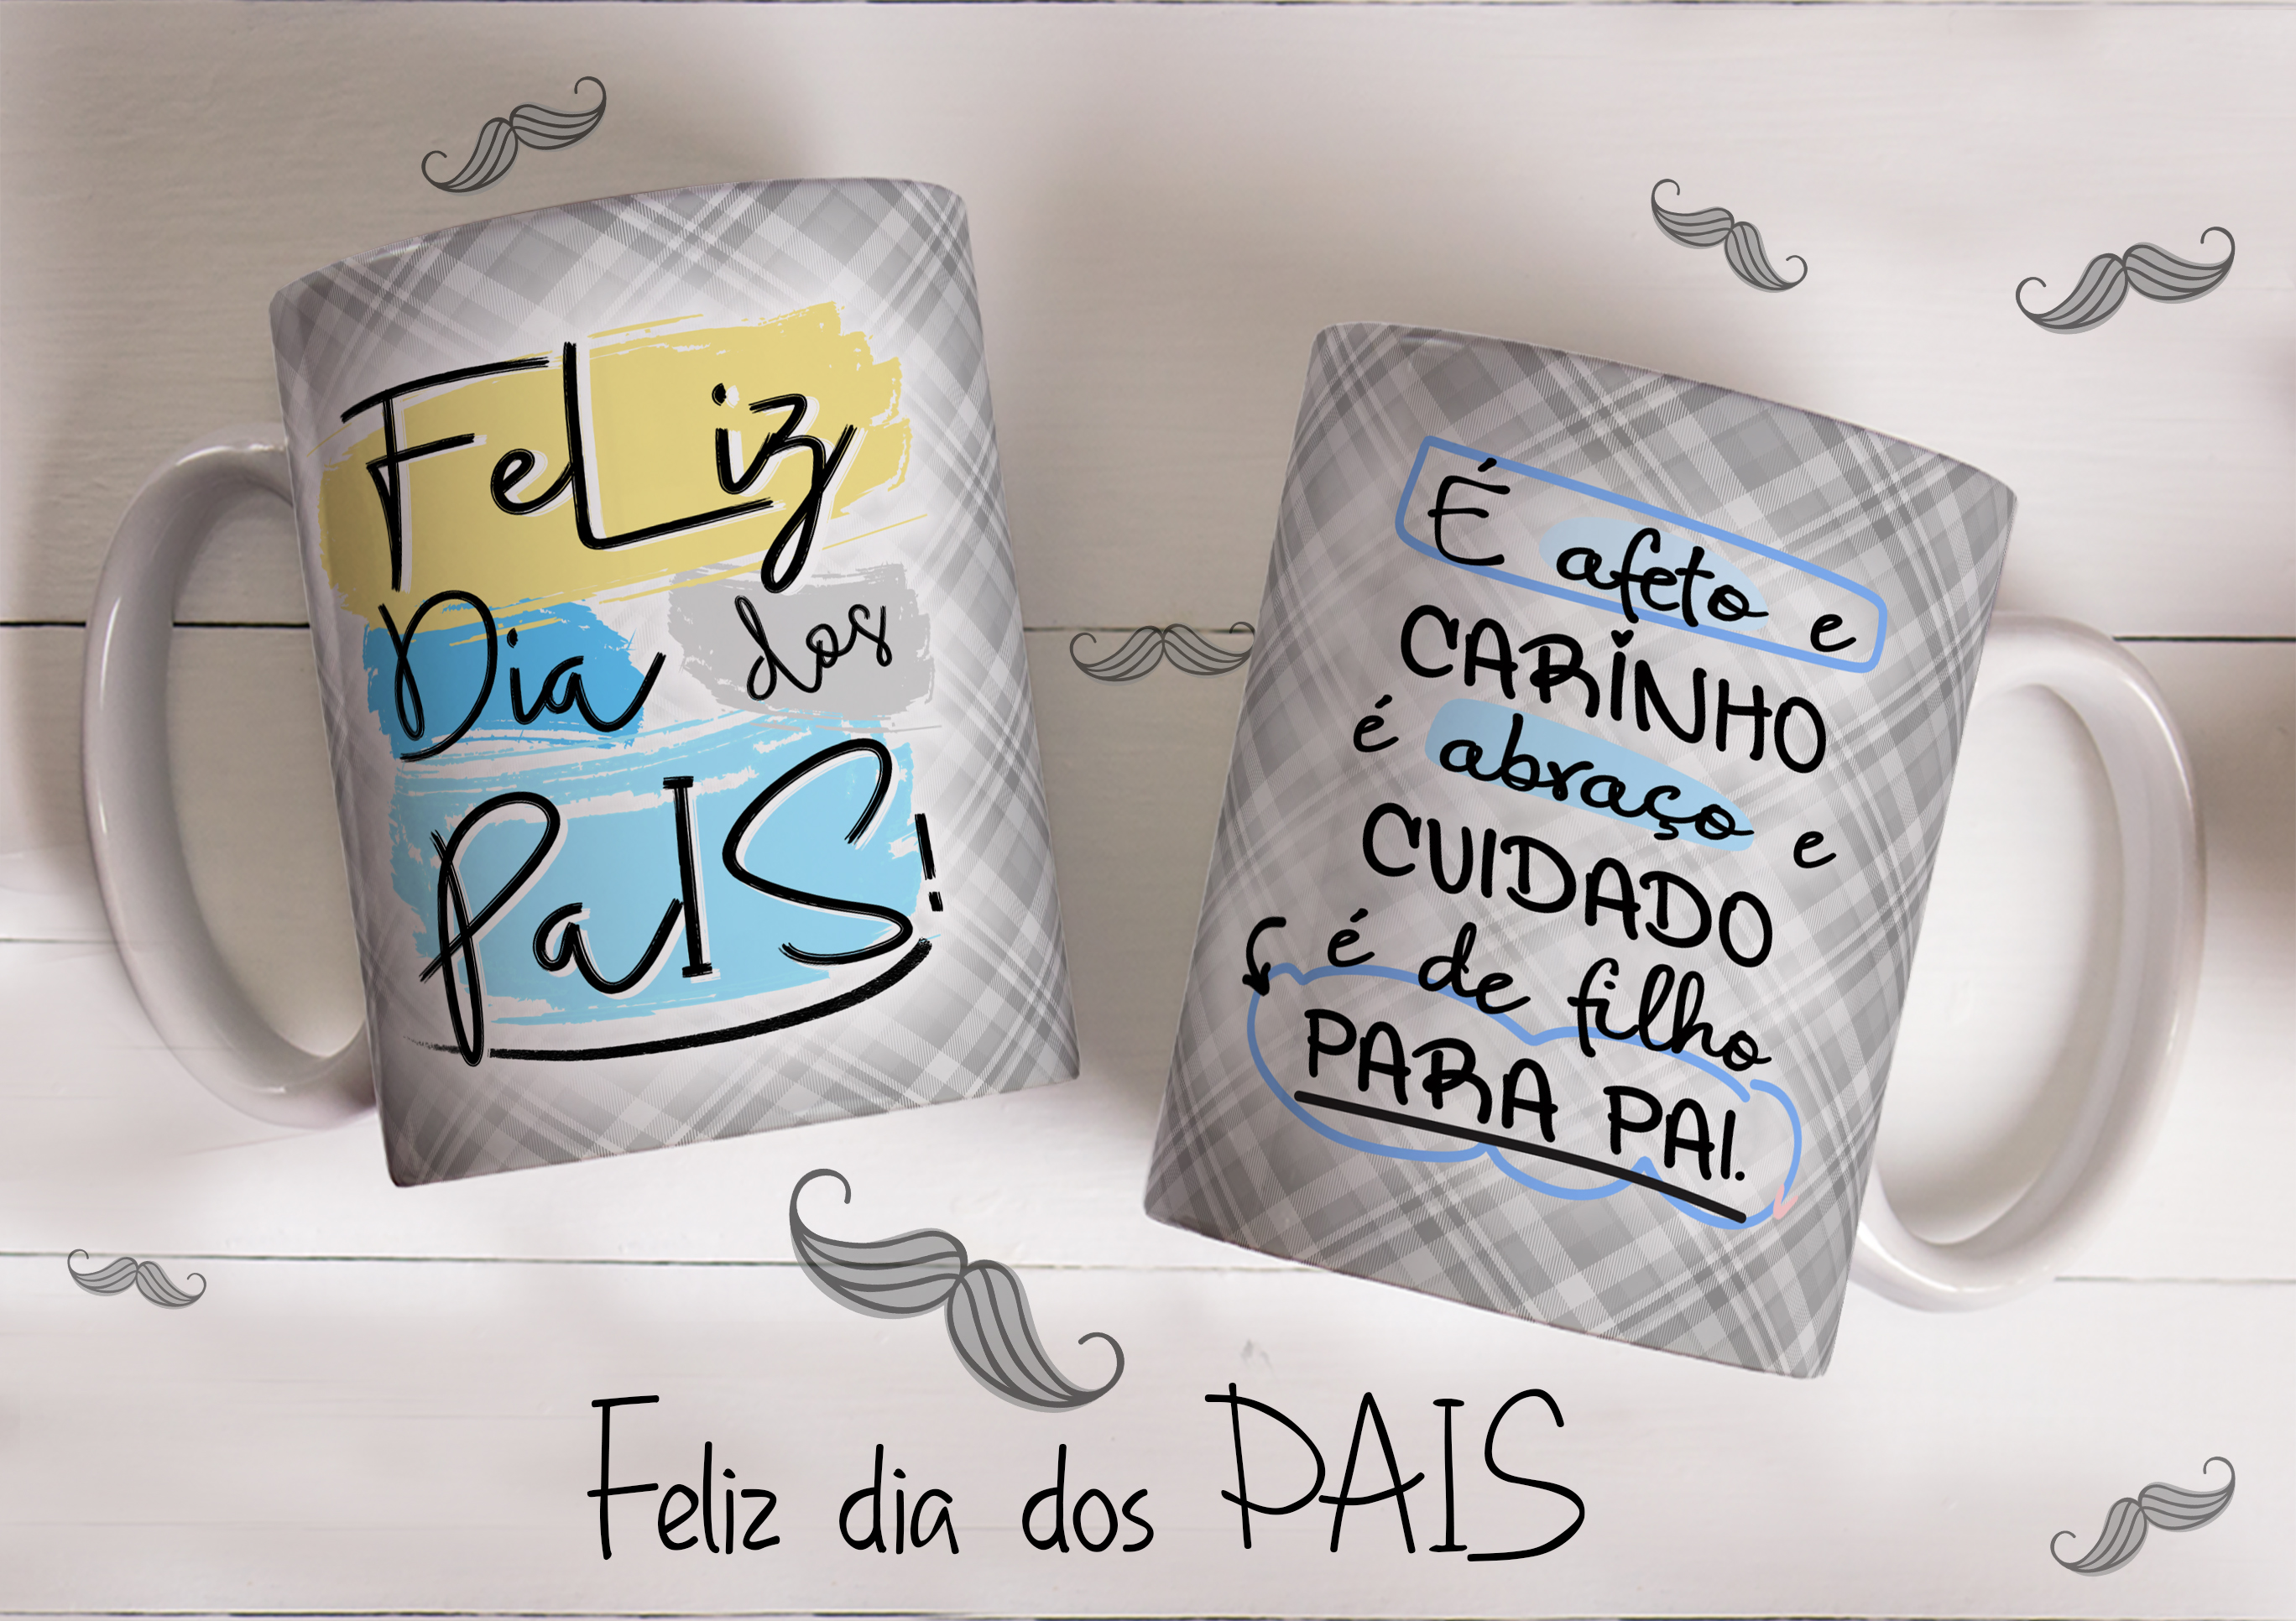 FeLiz
Dia dos
PaIS!
É afeto e
CARINHO
é abraço e
CUIDADO
é de filho
PARA PAI.
Feliz dia dos PAIS